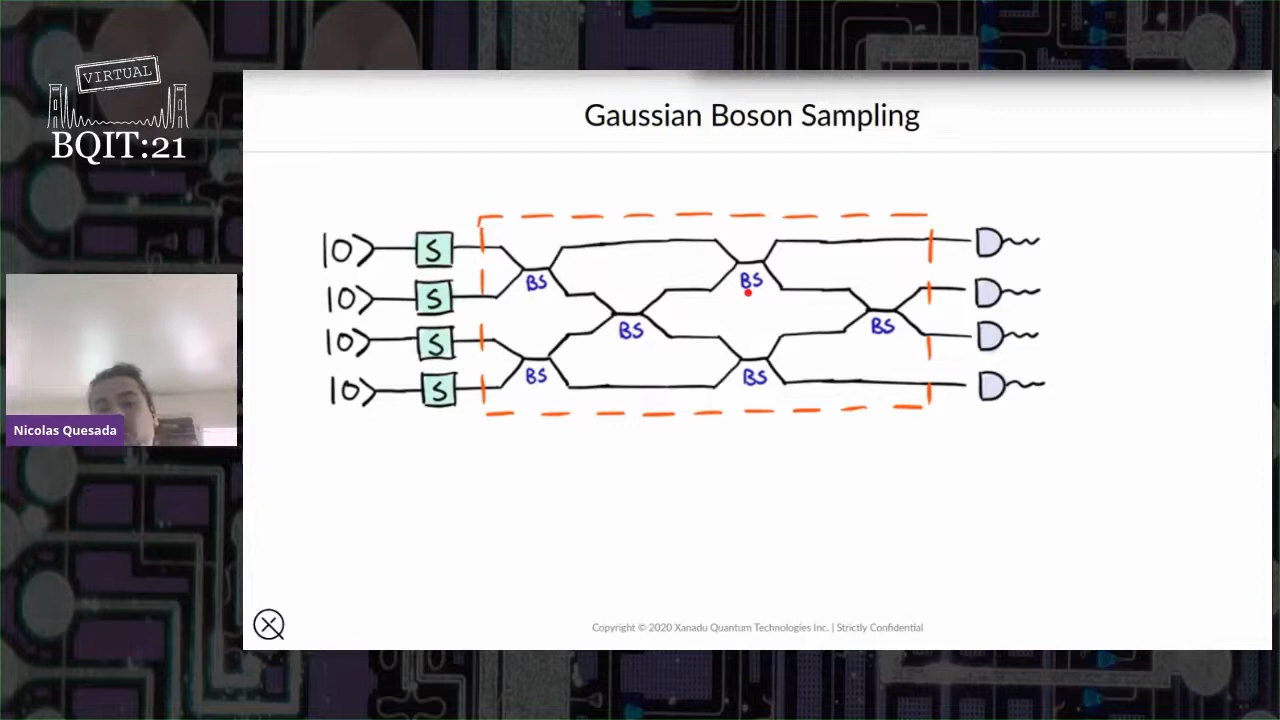 VIRTUAL
BQIT:21
Gaussian Boson Sampling
|0> S
|0> S
|0> S
|0> S
BS
BS
BS
BS
BS
BS
Nicolas Quesada
Copyright © 2020 Xanadu Quantum Technologies Inc. | Strictly Confidential